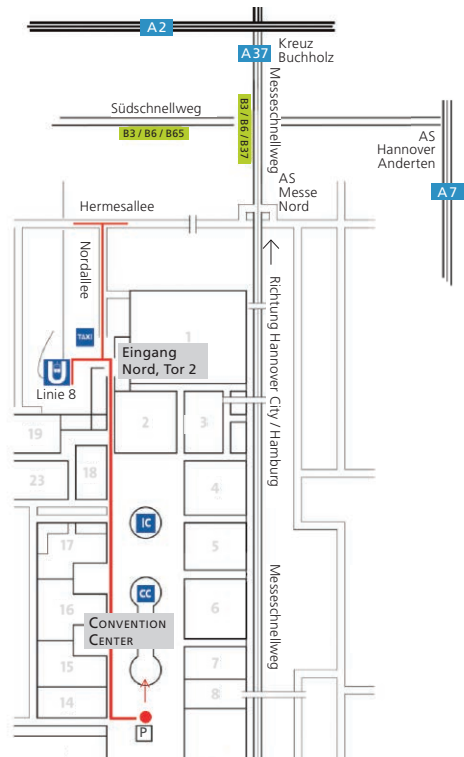 A2
A37
Kreuz
Buchholz
Messeschnellweg
Südschnellweg
B3 / B6 / B65
B3 / B6 / B37
AS
Hannover
Anderten
A7
AS
Messe
Nord
Hermesallee
Nordallee
Richtung Hannover City / Hamburg
TAXI
1
Eingang
Nord, Tor 2
U
Linie 8
19
2
3
23
18
4
IC
17
5
CC
16
6
CONVENTION
CENTER
Messeschnellweg
15
7
14
8
P